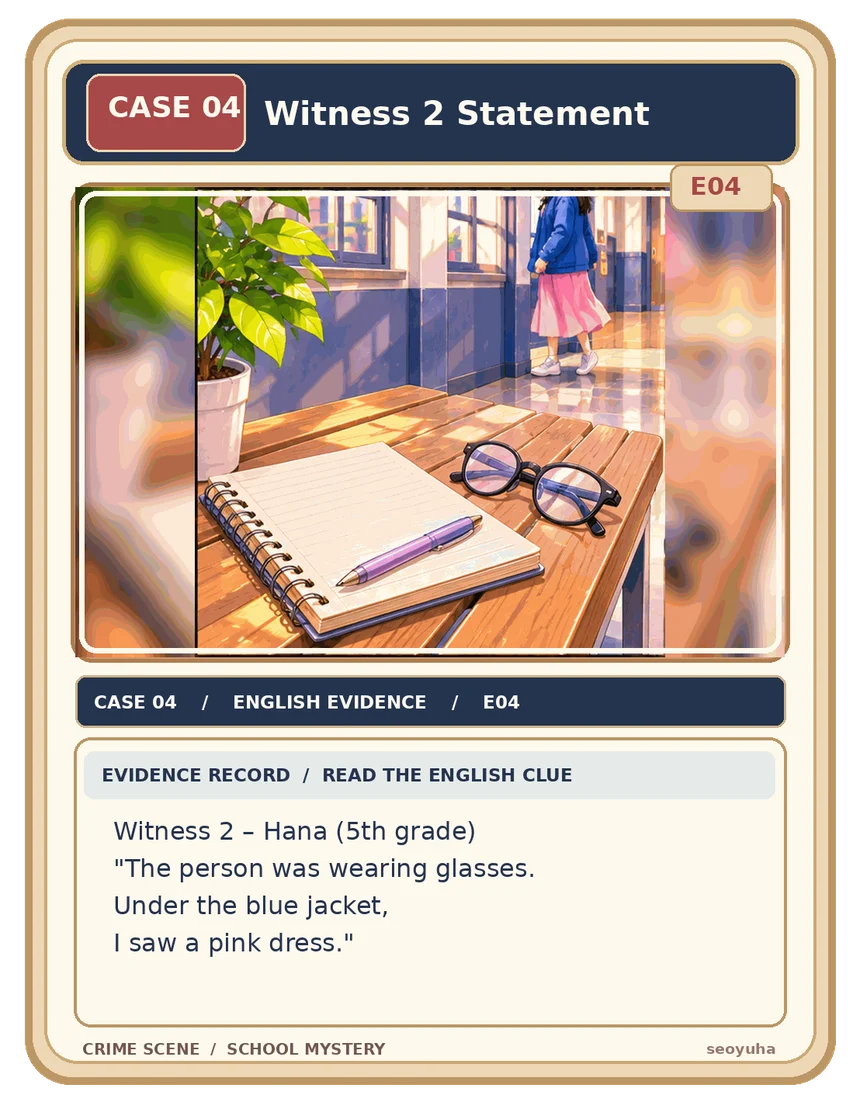 CASE 04
Witness 2 Statement
E04
CASE 04 / ENGLISH EVIDENCE / E04
EVIDENCE RECORD / READ THE ENGLISH CLUE
Witness 2 – Hana (5th grade)
"The person was wearing glasses.
Under the blue jacket,
I saw a pink dress."
CRIME SCENE / SCHOOL MYSTERY
seoyuha